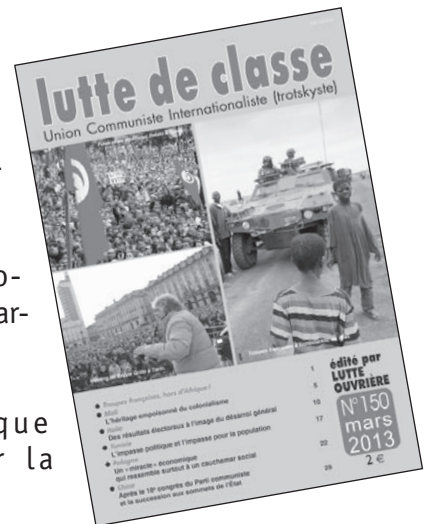 lutte de classe
Union Communiste Internationaliste (trotskyste)
• Troupes françaises, hors d'Afrique ! 1
• Mali
L'héritage empoisonné du colonialisme 5
• Italie
Des résultats électoraux à l'image du désarroi général 10
• Tunisie
L'impasse politique et l'impasse pour la population 17
• Pologne
Un « miracle » économique
qui ressemble surtout à un cauchemar social 22
• Chine
Après le 18e congrès du Parti communiste
et la succession aux sommets de l'État 29
édité par
LUTTE
OUVRIÈRE
N°150
mars
2013
2 €
o-
ar-
que
r la